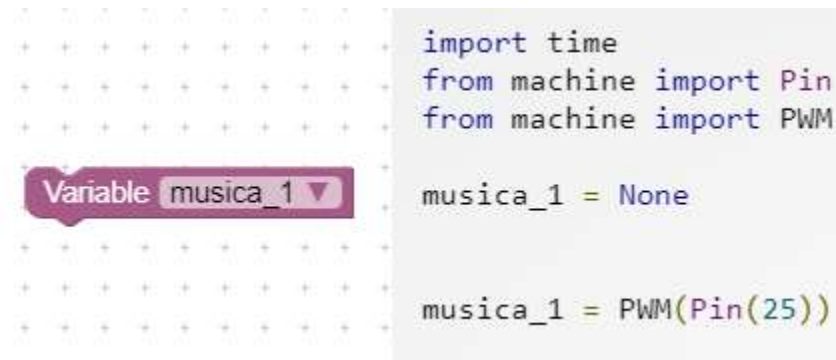 Variable musica_1
import time
from machine import Pin
from machine import PWM
musica_1 = None
musica_1 = PWM(Pin(25))